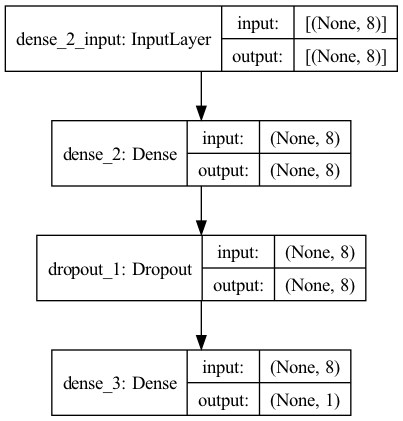 dense_2_input: InputLayer
input: [(None, 8)]
output: [(None, 8)]
dense_2: Dense
input: (None, 8)
output: (None, 8)
dropout_1: Dropout
input: (None, 8)
output: (None, 8)
dense_3: Dense
input: (None, 8)
output: (None, 1)